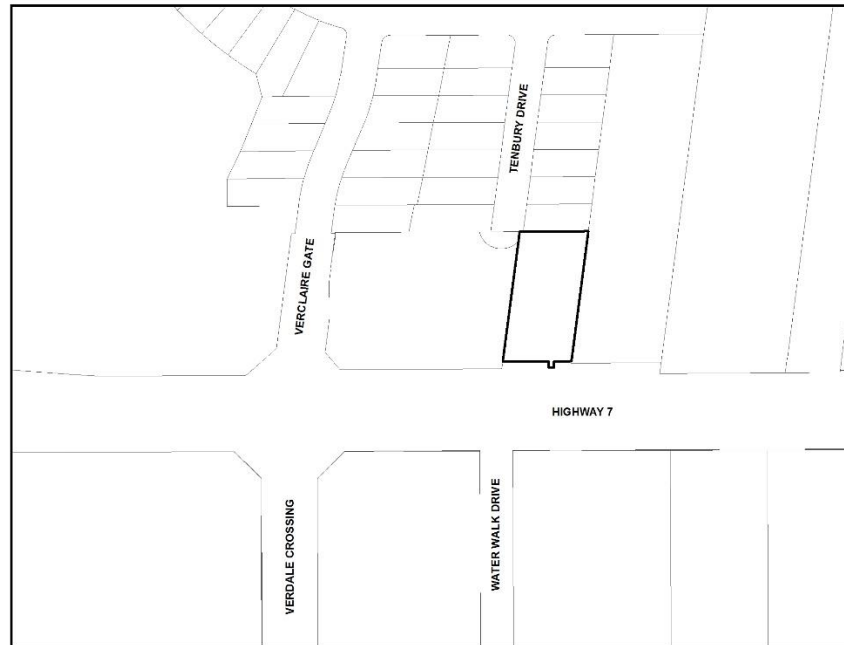 TENBURY DRIVE
VERCLAIRE GATE
HIGHWAY 7
VERDALE CROSSING
WATER WALK DRIVE